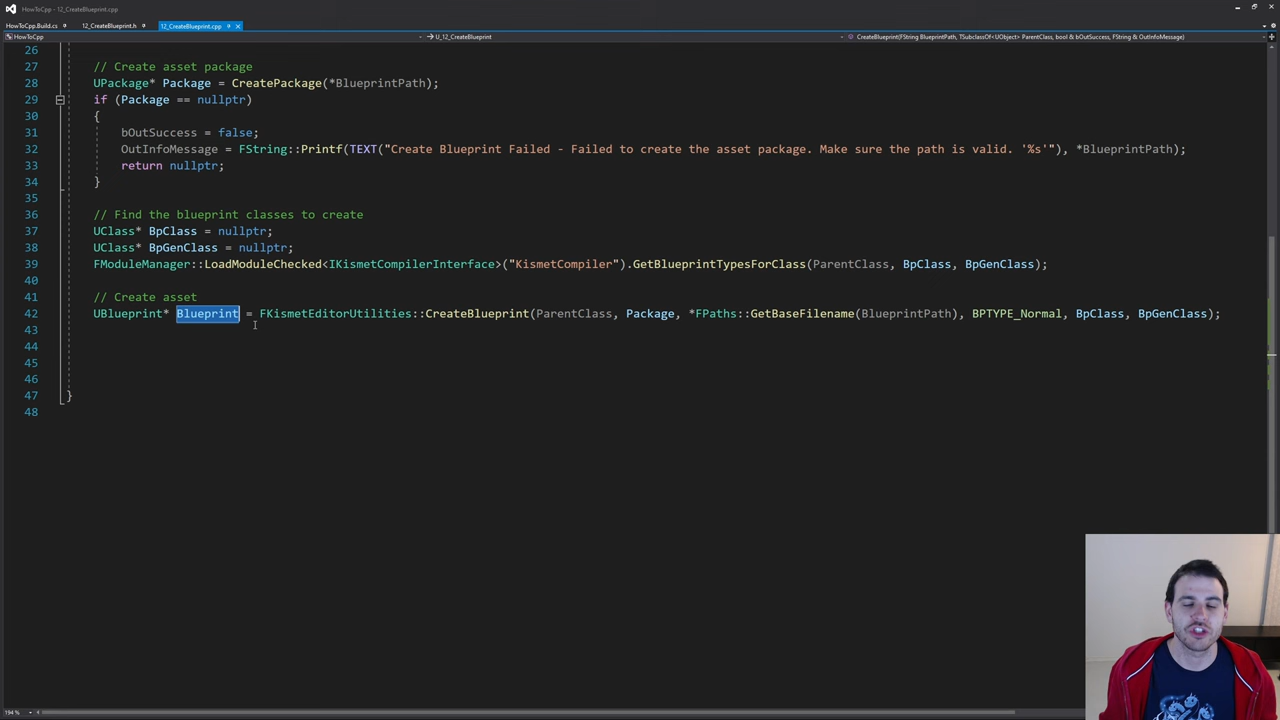 HowToCpp - 12_CreateBlueprint.cpp
HowToCpp.Build.cs 12_CreateBlueprint.h 12_CreateBlueprint.cpp
HowToCpp U_12_CreateBlueprint CreateBlueprint(FString BlueprintPath, TSubclassOf<UObject> ParentClass, bool & bOutSuccess, FString & OutInfoMessage)
26
27 // Create asset package
28 UPackage* Package = CreatePackage(*BlueprintPath);
29 if (Package == nullptr)
30 {
31 bOutSuccess = false;
32 OutInfoMessage = FString::Printf(TEXT("Create Blueprint Failed - Failed to create the asset package. Make sure the path is valid. '%s'"), *BlueprintPath);
33 return nullptr;
34 }
35
36 // Find the blueprint classes to create
37 UClass* BpClass = nullptr;
38 UClass* BpGenClass = nullptr;
39 FModuleManager::LoadModuleChecked<IKismetCompilerInterface>("KismetCompiler").GetBlueprintTypesForClass(ParentClass, BpClass, BpGenClass);
40
41 // Create asset
42 UBlueprint* Blueprint = FKismetEditorUtilities::CreateBlueprint(ParentClass, Package, *FPaths::GetBaseFilename(BlueprintPath), BPTYPE_Normal, BpClass, BpGenClass);
43
44
45
46
47 }
48
194 %